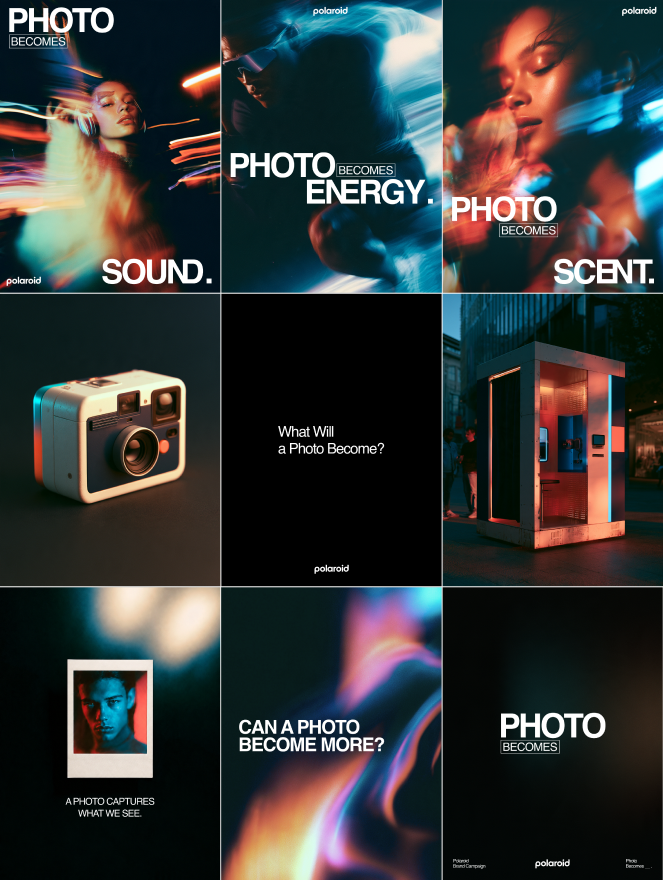 PHOTO
BECOMES
SOUND.
polaroid
polaroid
PHOTO BECOMES
ENERGY.
polaroid
PHOTO
BECOMES
SCENT.
What Will
a Photo Become?
polaroid
A PHOTO CAPTURES
WHAT WE SEE.
CAN A PHOTO
BECOME MORE?
PHOTO
BECOMES
Polaroid
Brand Campaign
polaroid
Photo
Becomes